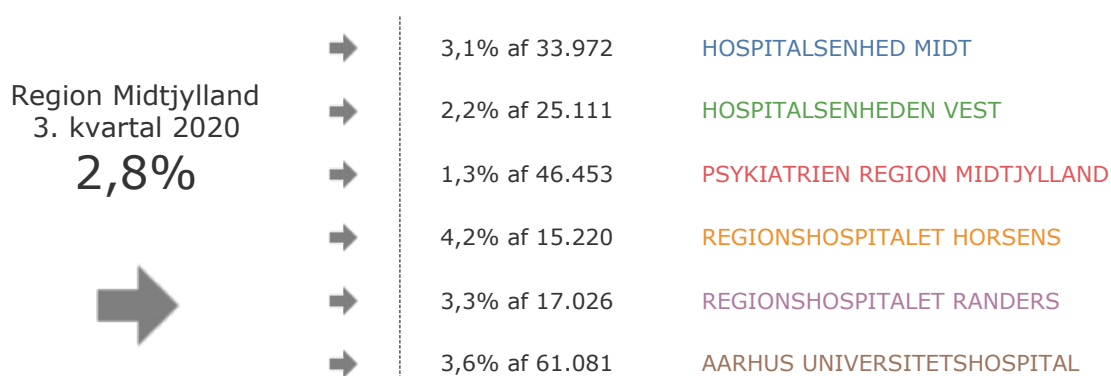 Region Midtjylland
3. kvartal 2020
2,8%
3,1% af 33.972 HOSPITALSENHED MIDT
2,2% af 25.111 HOSPITALSENHEDEN VEST
1,3% af 46.453 PSYKIATRIEN REGION MIDTJYLLAND
4,2% af 15.220 REGIONSHOSPITALET HORSENS
3,3% af 17.026 REGIONSHOSPITALET RANDERS
3,6% af 61.081 AARHUS UNIVERSITETSHOSPITAL